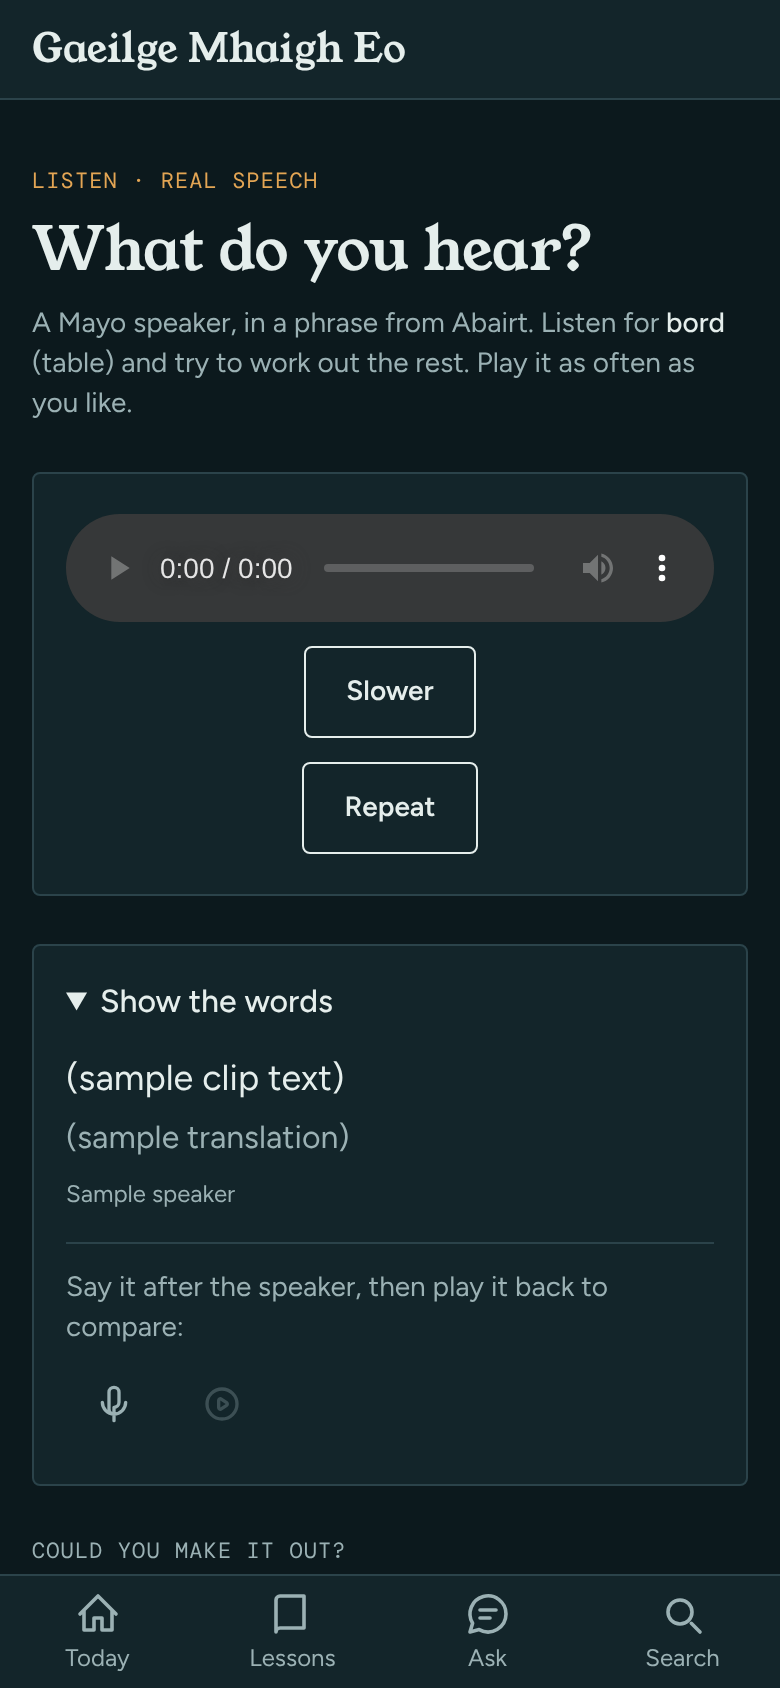 Gaeilge Mhaigh Eo
LISTEN · REAL SPEECH
What do you hear?
A Mayo speaker, in a phrase from Abairt. Listen for bord
(table) and try to work out the rest. Play it as often as
you like.
0:00 / 0:00
Slower
Repeat
▼ Show the words
(sample clip text)
(sample translation)
Sample speaker
Say it after the speaker, then play it back to
compare:
COULD YOU MAKE IT OUT?
Today Lessons Ask Search